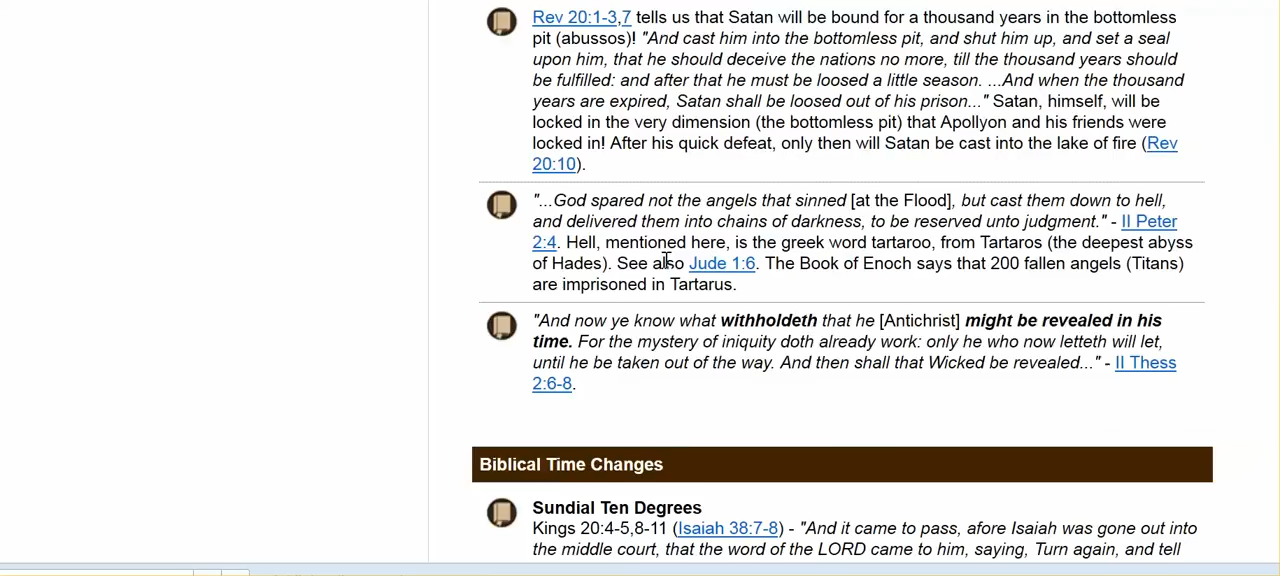 Rev 20:1-3,7 tells us that Satan will be bound for a thousand years in the bottomless
pit (abussos)! "And cast him into the bottomless pit, and shut him up, and set a seal
upon him, that he should deceive the nations no more, till the thousand years should
be fulfilled: and after that he must be loosed a little season. ...And when the thousand
years are expired, Satan shall be loosed out of his prison..." Satan, himself, will be
locked in the very dimension (the bottomless pit) that Apollyon and his friends were
locked in! After his quick defeat, only then will Satan be cast into the lake of fire (Rev
20:10).
"...God spared not the angels that sinned [at the Flood], but cast them down to hell,
and delivered them into chains of darkness, to be reserved unto judgment." - II Peter
2:4. Hell, mentioned here, is the greek word tartaroo, from Tartaros (the deepest abyss
of Hades). See also Jude 1:6. The Book of Enoch says that 200 fallen angels (Titans)
are imprisoned in Tartarus.
"And now ye know what withholdeth that he [Antichrist] might be revealed in his
time. For the mystery of iniquity doth already work: only he who now letteth will let,
until he be taken out of the way. And then shall that Wicked be revealed..." - II Thess
2:6-8.
Biblical Time Changes
Sundial Ten Degrees
Kings 20:4-5,8-11 (Isaiah 38:7-8) - "And it came to pass, afore Isaiah was gone out into
the middle court, that the word of the LORD came to him, saying, Turn again, and tell